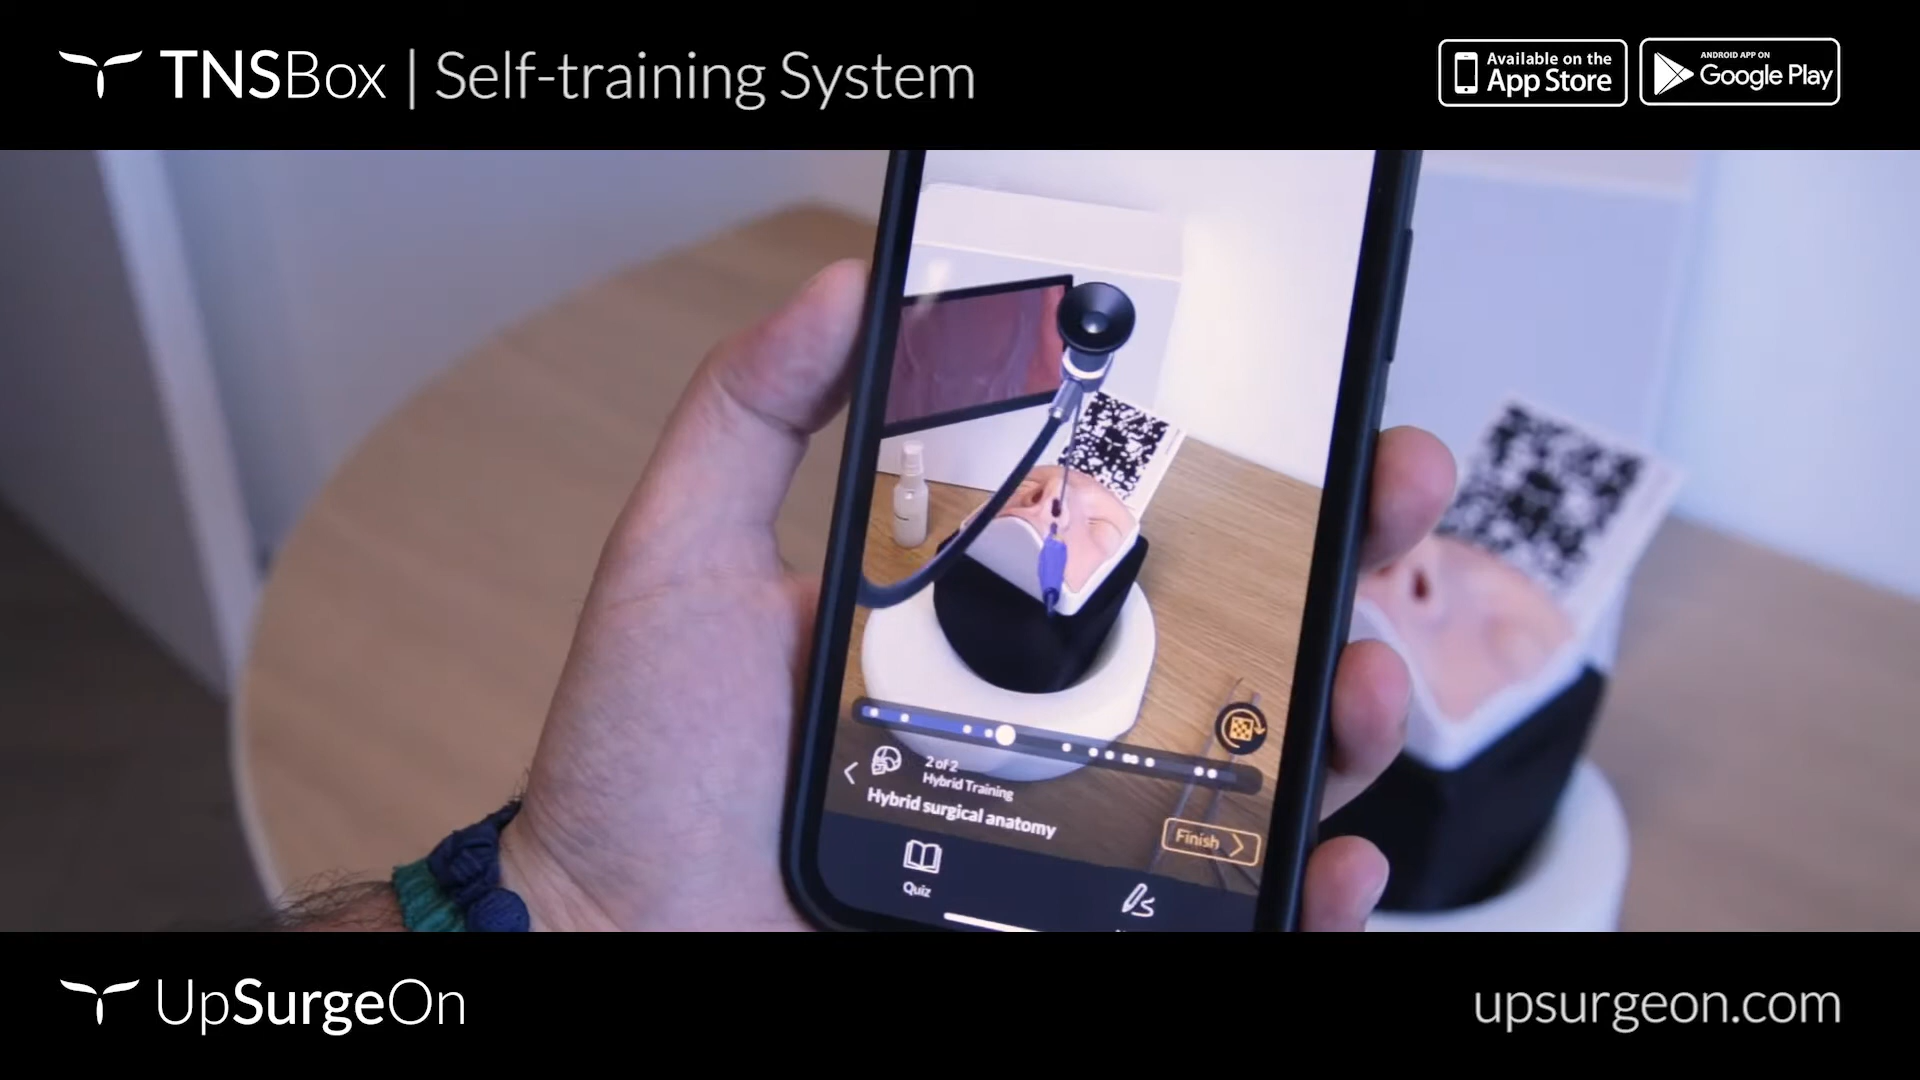 TNSBox | Self-training System
Available on the
App Store
ANDROID APP ON
Google Play
2 of 2
Hybrid Training
Hybrid surgical anatomy
Finish
Quiz
UpSurgeOn
upsurgeon.com